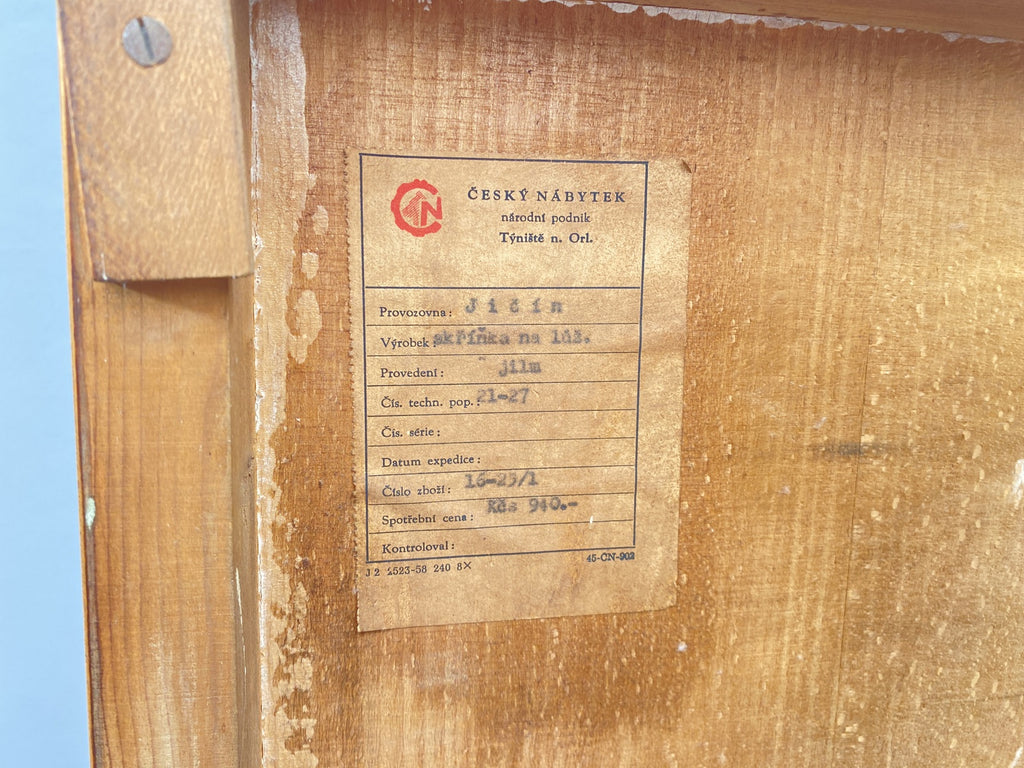 ČESKÝ NÁBYTEK
národní podnik
Týniště n. Orl.
Provozovna: Jičín
Výrobek: skříňka na lůž.
Provedení: jilm
Čís. techn. pop.: 21-27
Čís. série:
Datum expedice:
Číslo zboží: 16-29/1
Spotřební cena: Kčs 940.-
Kontroloval:
J 2 2523-58 240 8X 45-CN-902